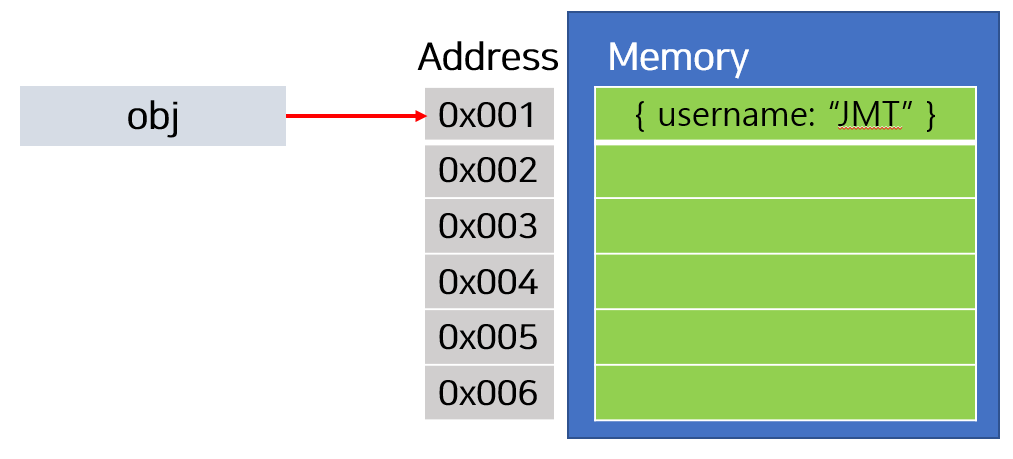 Address
Memory
obj
0x001
{ username: “JMT” }
0x002
0x003
0x004
0x005
0x006